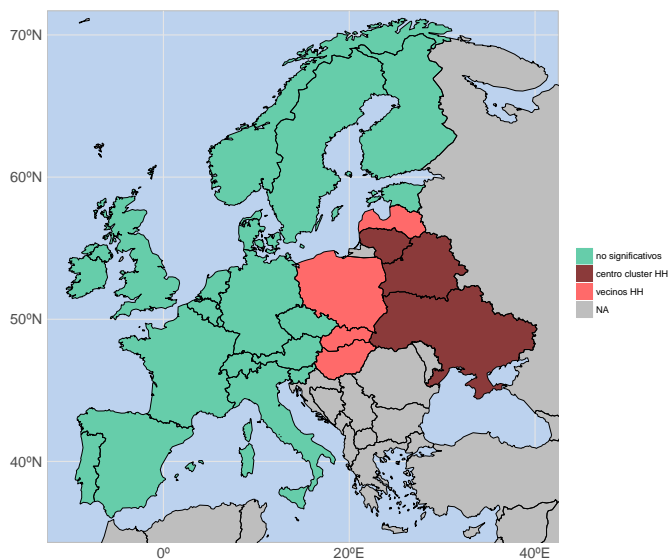 70ºN
60ºN
50ºN
40ºN
0º
20ºE
40ºE
no significativos
centro cluster HH
vecinos HH
NA